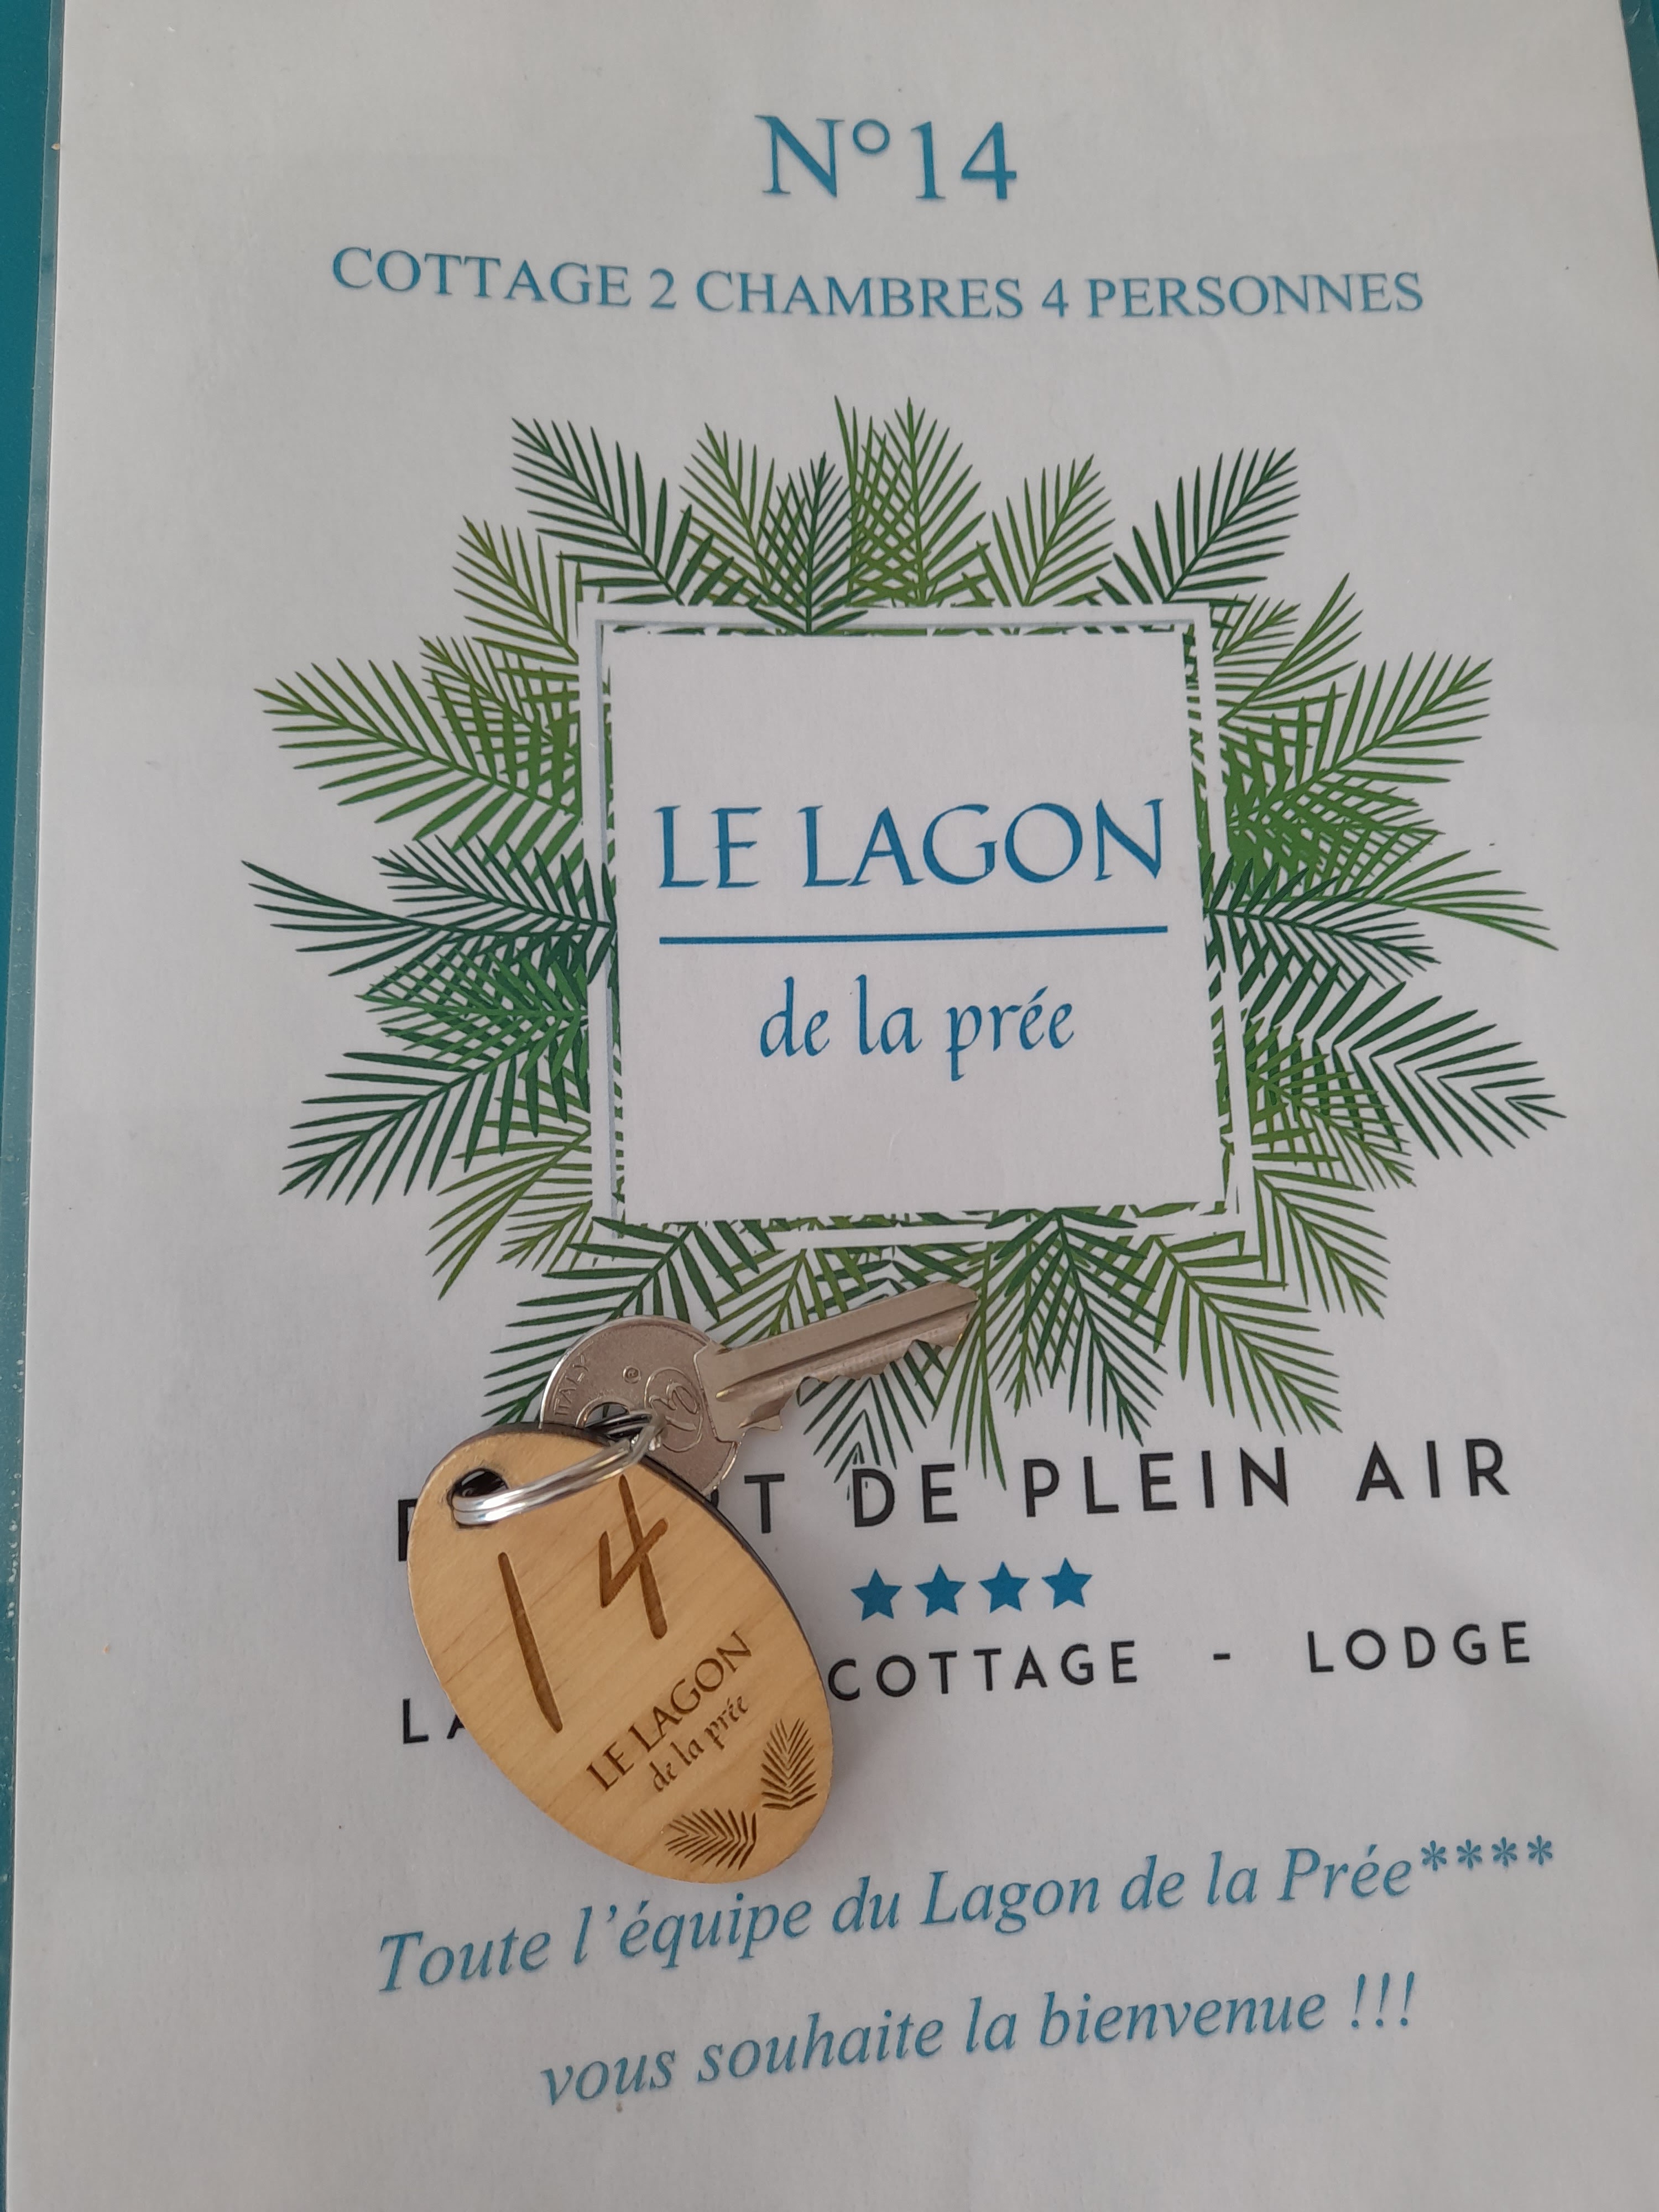 N°14
COTTAGE 2 CHAMBRES 4 PERSONNES
LE LAGON
de la prée
DE PLEIN AIR
★★★★
COTTAGE - LODGE
ITALY
14
LE LAGON
de la prée
Toute l'équipe du Lagon de la Prée****
vous souhaite la bienvenue !!!